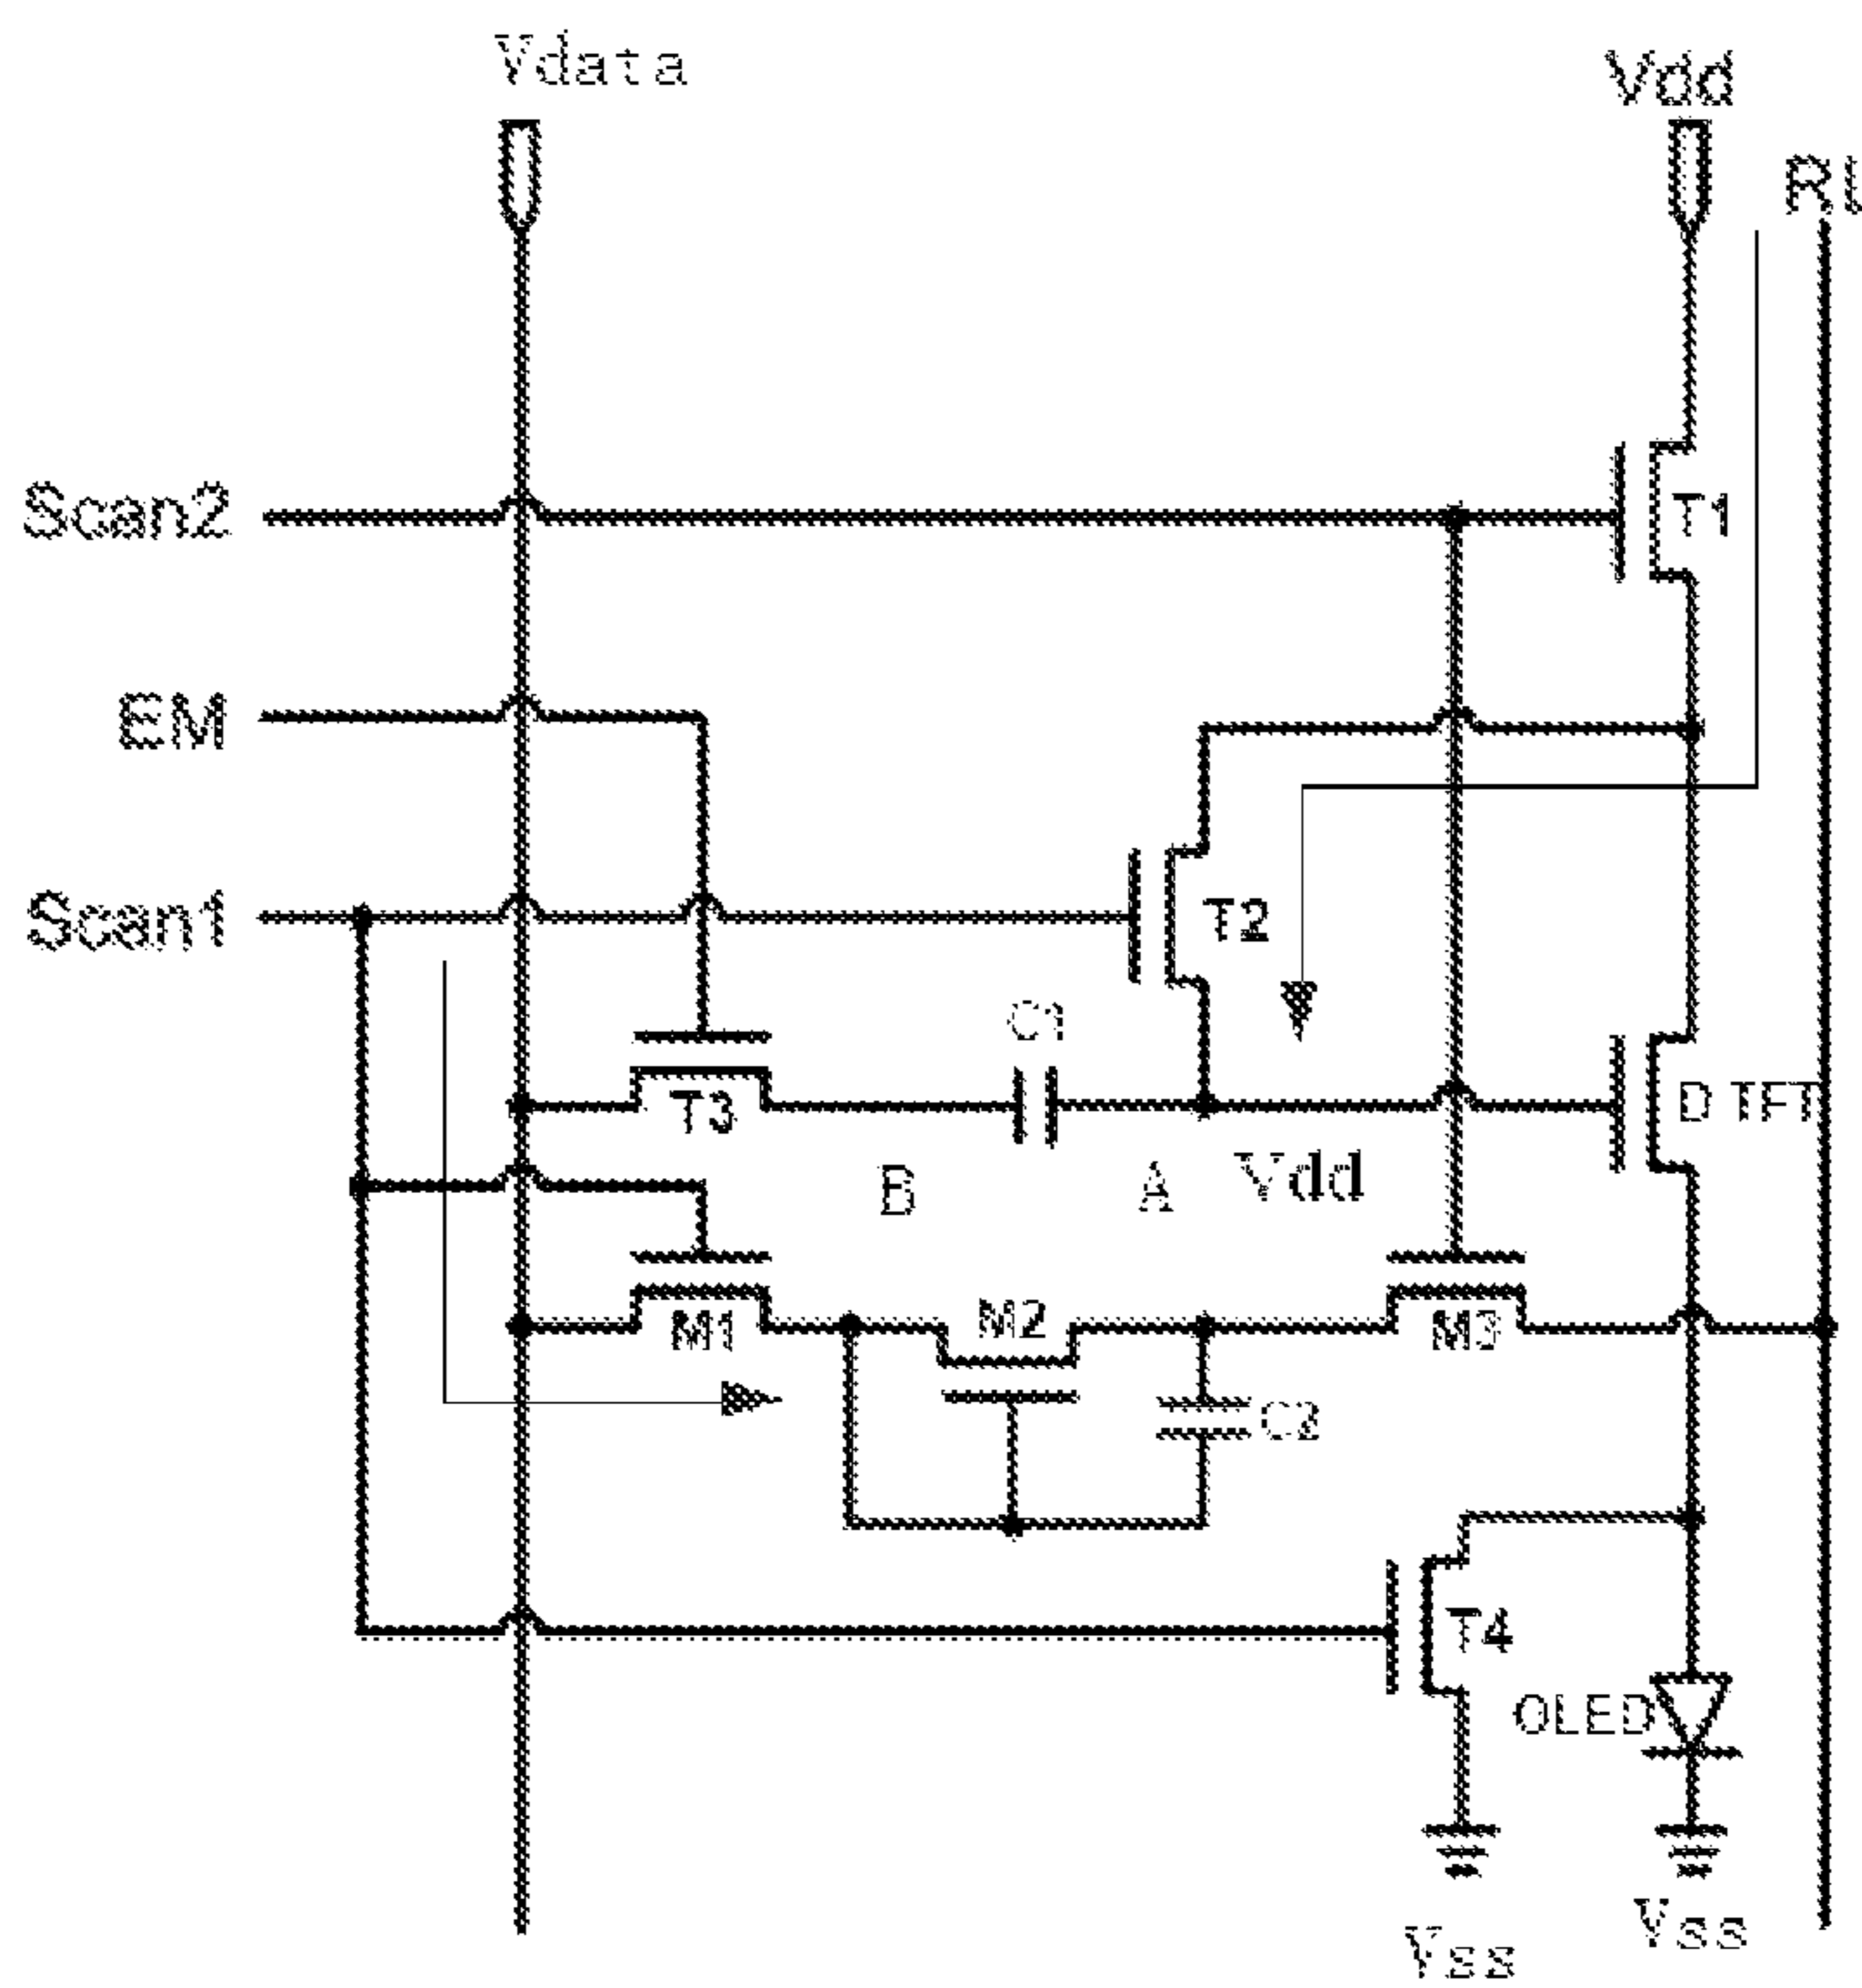 Vdata
Vdd
RL
Scan2
T1
EM
Scan1
T2
C1
T3
D TFT
B
A
Vdd
M1
M2
M3
C2
T4
OLED
Vss
Vss